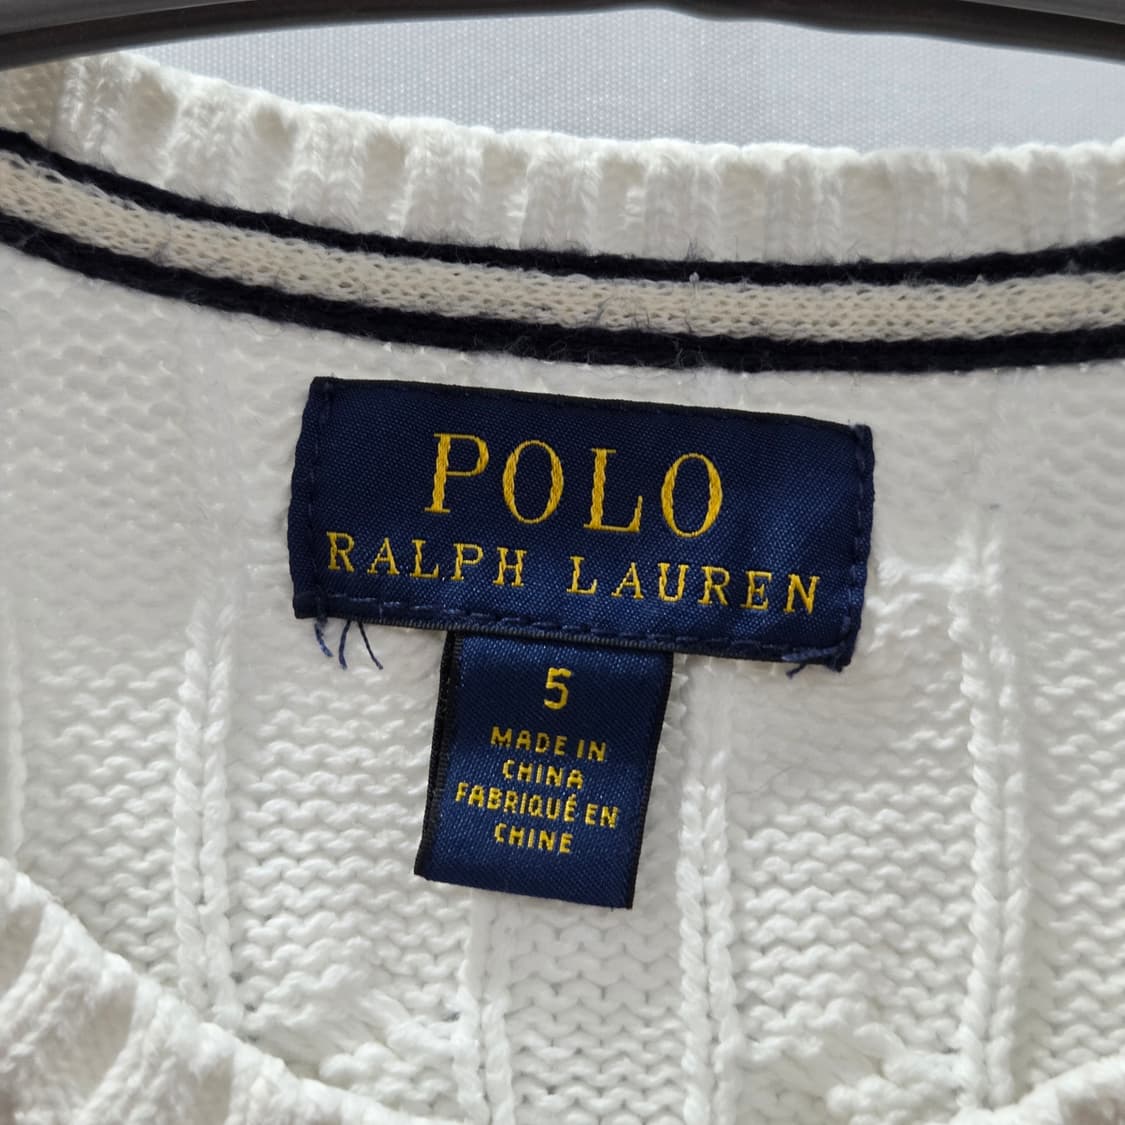 POLO
RALPH LAUREN
5
MADE IN
CHINA
FABRIQUÉ EN
CHINE